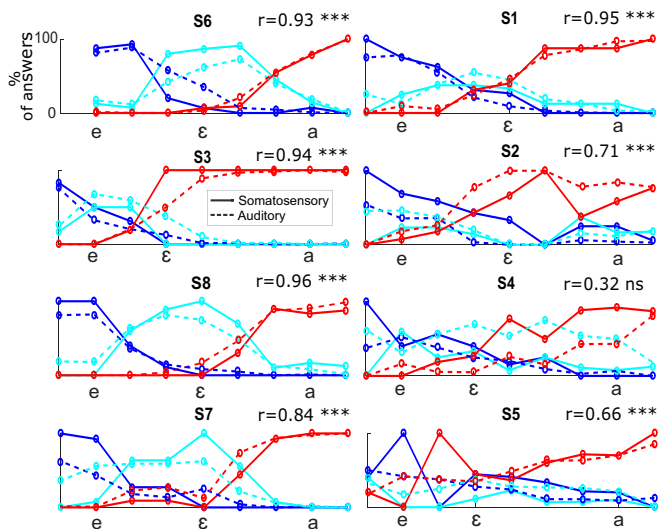 S6 r=0.93 ***
S1 r=0.95 ***
100
% of answers
0
e ε a
e ε a
S3 r=0.94 ***
S2 r=0.71 ***
Somatosensory
Auditory
e ε a
e ε a
S8 r=0.96 ***
S4 r=0.32 ns
e ε a
e ε a
S7 r=0.84 ***
S5 r=0.66 ***
e ε a
e ε a